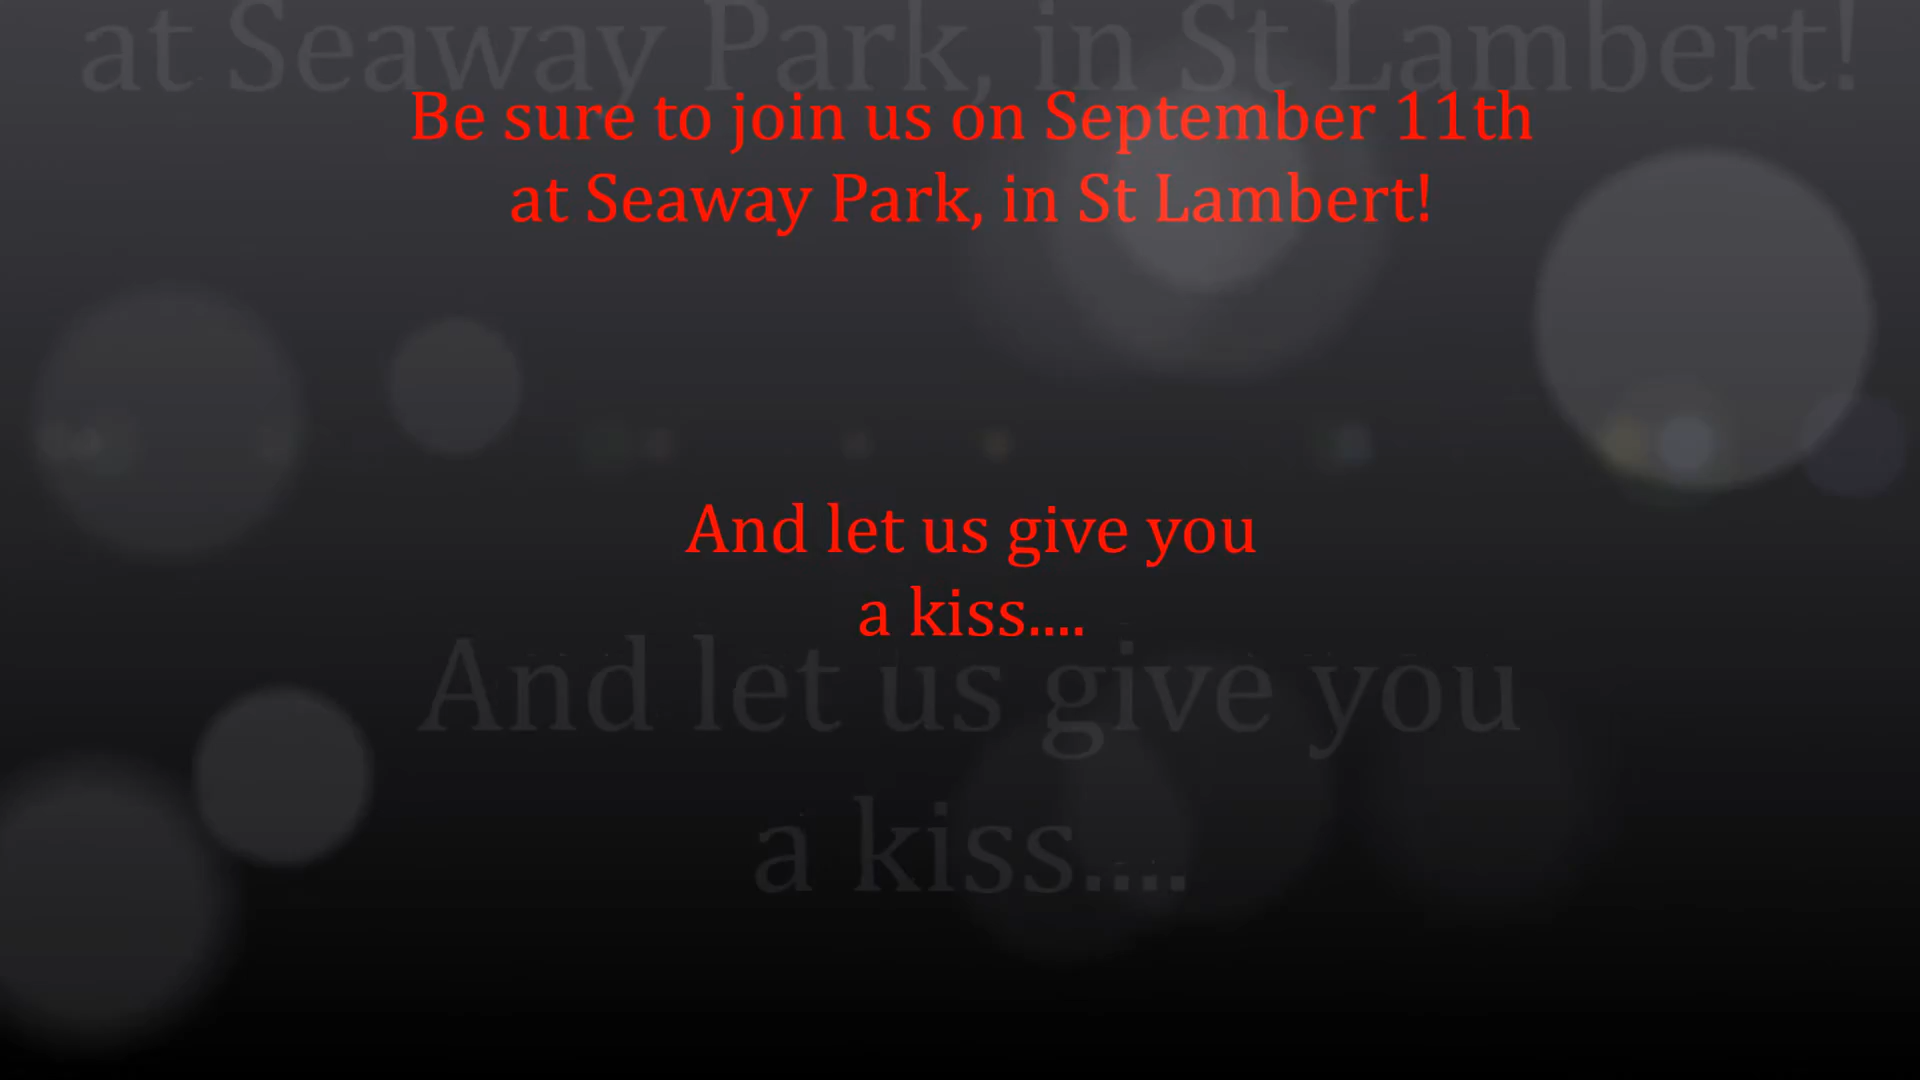 at Seaway Park, in St Lambert!
Be sure to join us on September 11th
at Seaway Park, in St Lambert!
And let us give you
a kiss....
And let us give you
a kiss....